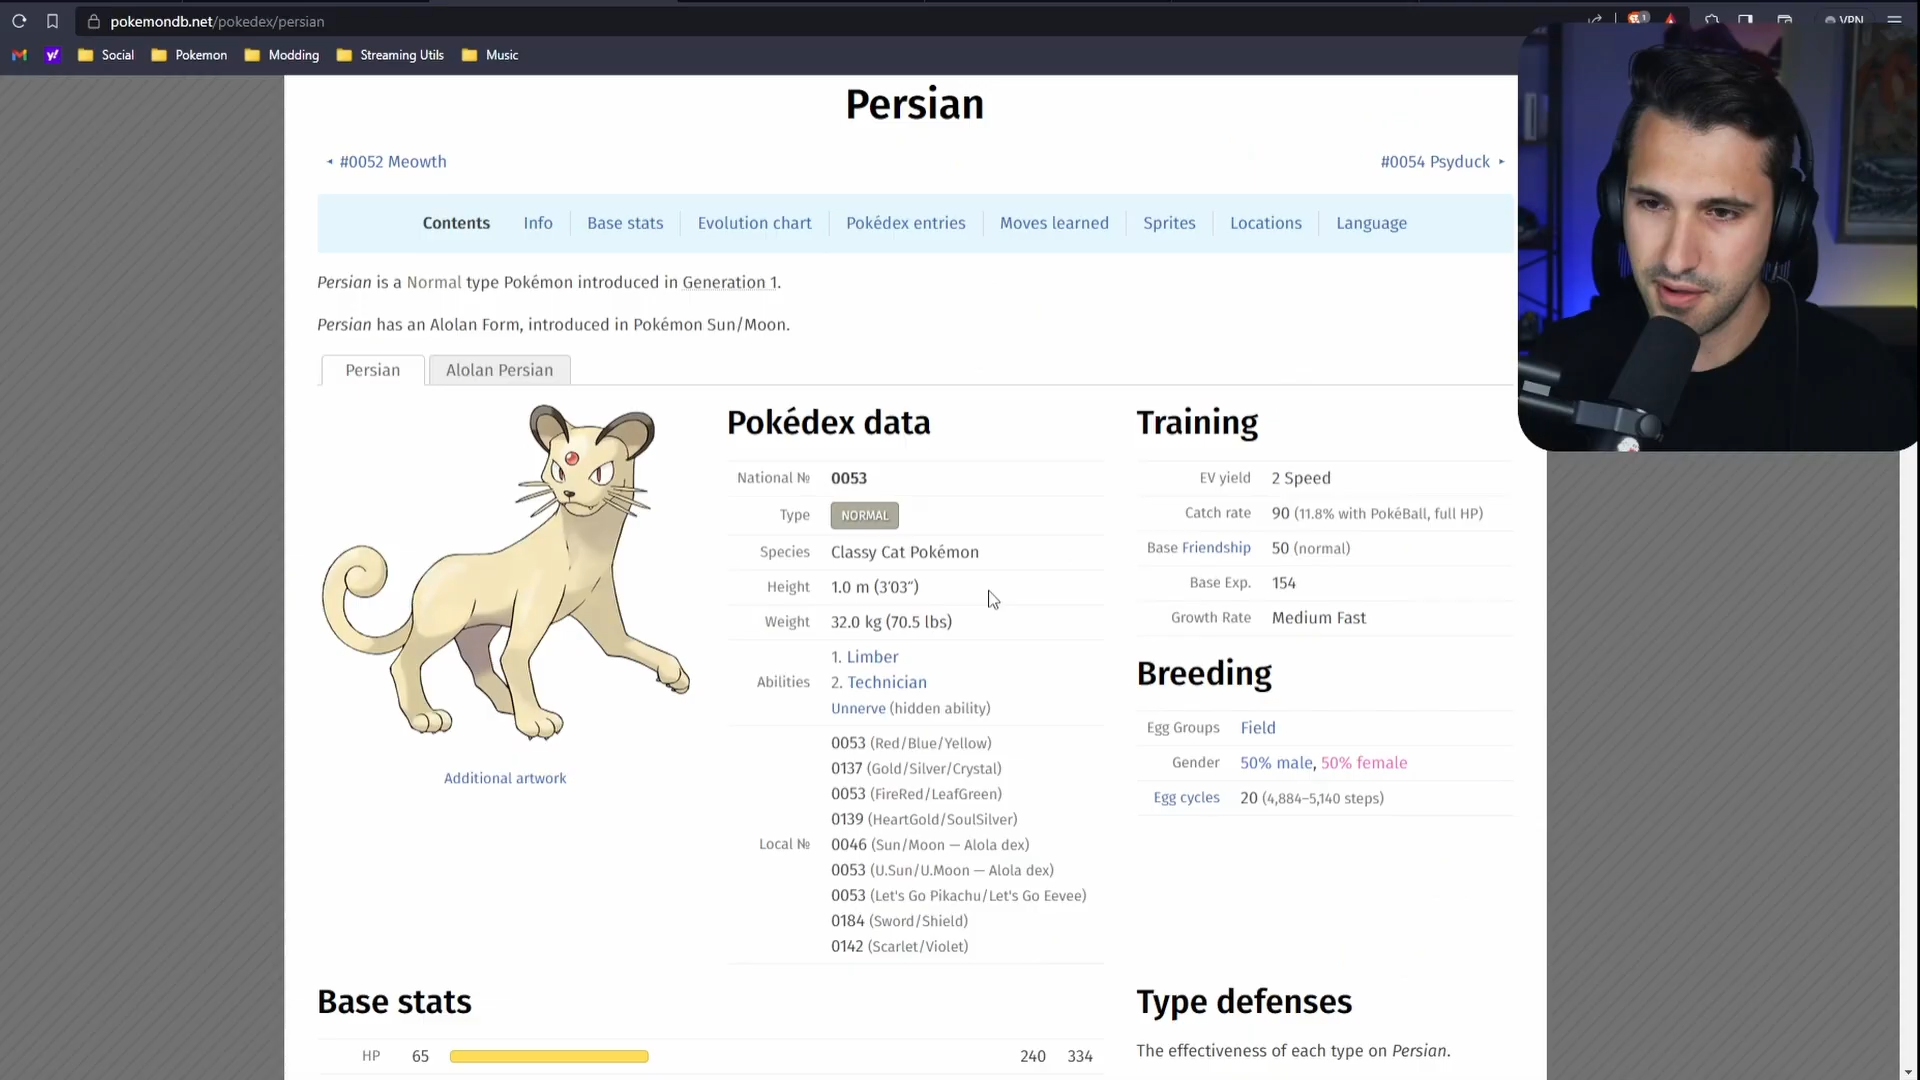 pokemondb.net/pokedex/persian
VPN
Social Pokemon Modding Streaming Utils Music
Persian
#0052 Meowth
#0054 Psyduck
Contents Info Base stats Evolution chart Pokédex entries Moves learned Sprites Locations Language
Persian is a Normal type Pokémon introduced in Generation 1.
Persian has an Alolan Form, introduced in Pokémon Sun/Moon.
Persian Alolan Persian
Additional artwork
Pokédex data
National № 0053
Type NORMAL
Species Classy Cat Pokémon
Height 1.0 m (3′03″)
Weight 32.0 kg (70.5 lbs)
Abilities
1. Limber
2. Technician
Unnerve (hidden ability)
Local №
0053 (Red/Blue/Yellow)
0137 (Gold/Silver/Crystal)
0053 (FireRed/LeafGreen)
0139 (HeartGold/SoulSilver)
0046 (Sun/Moon — Alola dex)
0053 (U.Sun/U.Moon — Alola dex)
0053 (Let's Go Pikachu/Let's Go Eevee)
0184 (Sword/Shield)
0142 (Scarlet/Violet)
Training
EV yield 2 Speed
Catch rate 90 (11.8% with PokéBall, full HP)
Base Friendship 50 (normal)
Base Exp. 154
Growth Rate Medium Fast
Breeding
Egg Groups Field
Gender 50% male, 50% female
Egg cycles 20 (4,884–5,140 steps)
Base stats
HP 65 240 334
Type defenses
The effectiveness of each type on Persian.